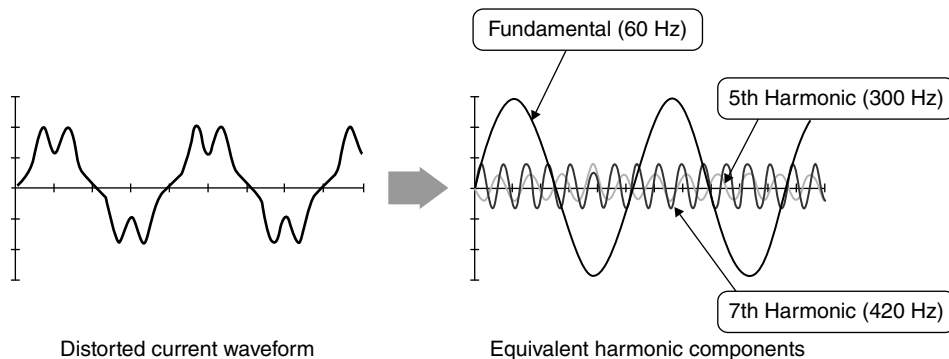 Fundamental (60 Hz)
5th Harmonic (300 Hz)
7th Harmonic (420 Hz)
Distorted current waveform
Equivalent harmonic components